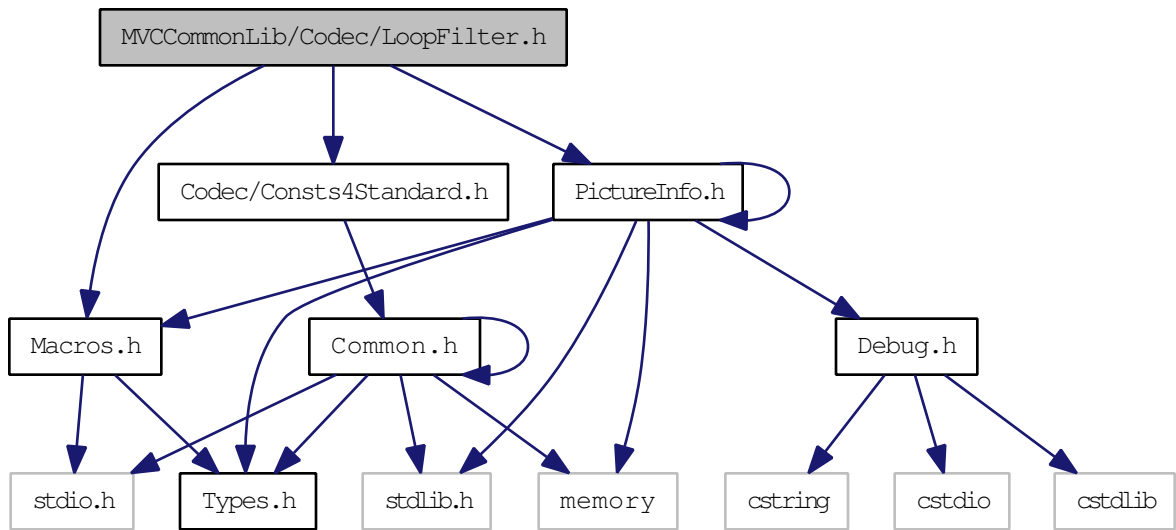 MVCCommonLib/Codec/LoopFilter.h
Codec/Consts4Standard.h
PictureInfo.h
Macros.h
Common.h
Debug.h
stdio.h
Types.h
stdlib.h
memory
cstring
cstdio
cstdlib